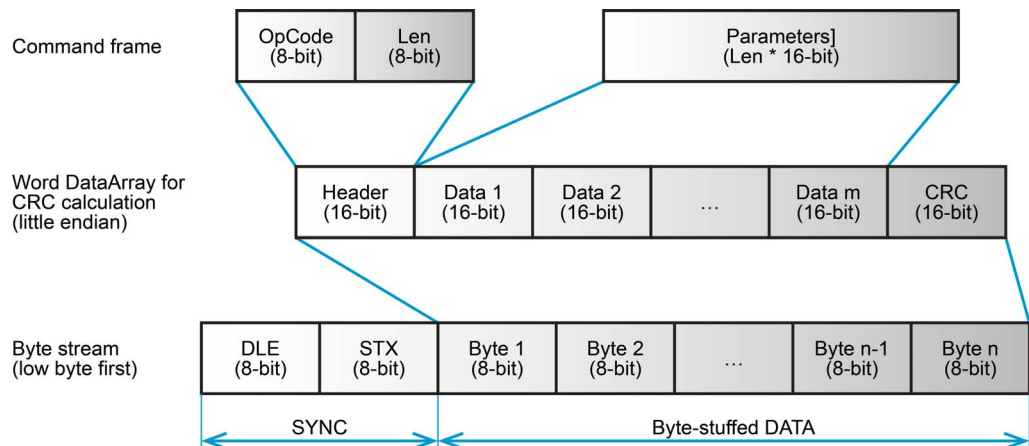 Command frame
OpCode
(8-bit)
Len
(8-bit)
Parameters]
(Len * 16-bit)
Word DataArray for
CRC calculation
(little endian)
Header
(16-bit)
Data 1
(16-bit)
Data 2
(16-bit)
...
Data m
(16-bit)
CRC
(16-bit)
Byte stream
(low byte first)
DLE
(8-bit)
STX
(8-bit)
Byte 1
(8-bit)
Byte 2
(8-bit)
...
Byte n-1
(8-bit)
Byte n
(8-bit)
SYNC
Byte-stuffed DATA